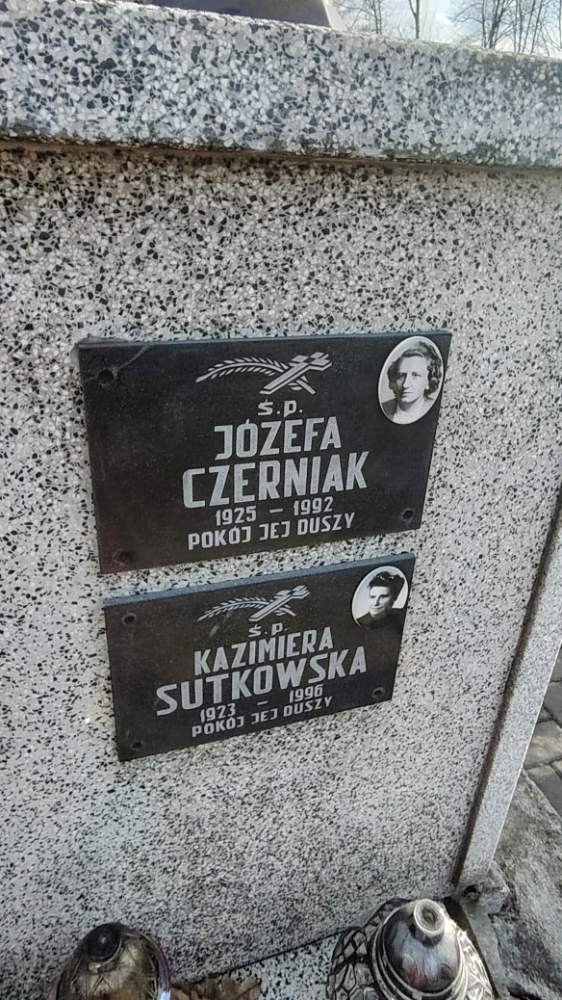 Ś.P.
JÓZEFA
CZERNIAK
1925 – 1992
POKÓJ JEJ DUSZY
Ś.P.
KAZIMIERA
SUTKOWSKA
1923 – 1996
POKÓJ JEJ DUSZY